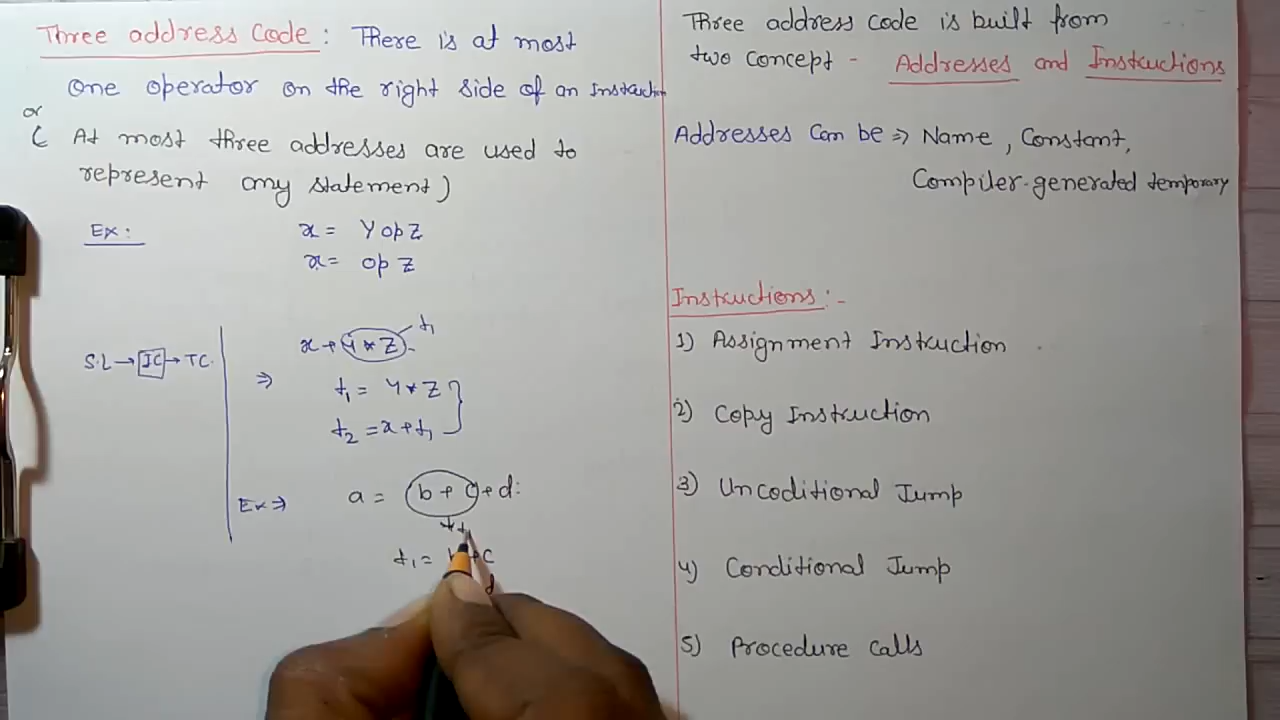 Three address Code : There is at most
One operator on the right side of an Instruction
or
( At most three addresses are used to
represent any statement)
Ex:
x = Y op Z
x = op Z
S.L → IC → TC.
x + Y * Z
t1
⇒
t1 = Y * Z
t2 = x + t1
Ex ⇒
a = b + c + d:
t1 = b + c
Three address code is built from
two concept - Addresses and Instructions
Addresses can be ⇒ Name, Constant,
Compiler-generated temporary
Instuctions :-
1) Assignment Instruction
2) Copy Instruction
3) Uncoditional Jump
4) Conditional Jump
5) Procedure calls